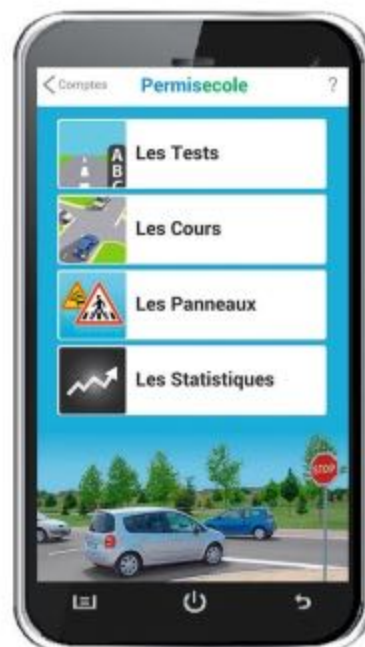 Comptes
Permisecole
?
A
B
C
Les Tests
Les Cours
Les Panneaux
Les Statistiques
STOP